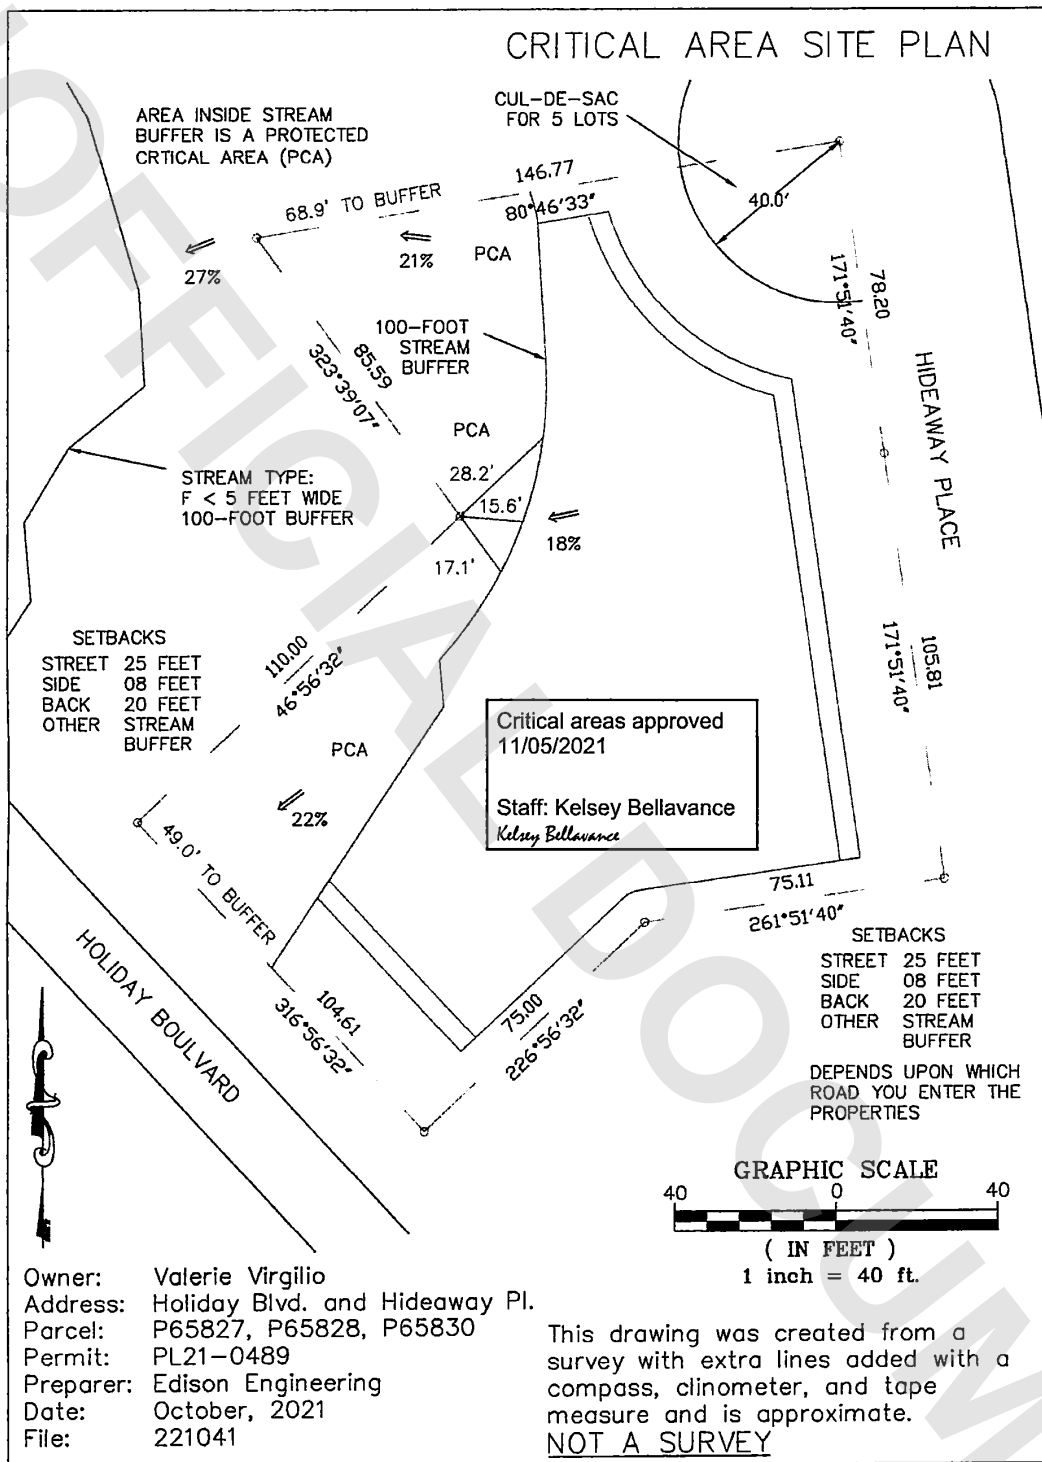 CRITICAL AREA SITE PLAN
AREA INSIDE STREAM
BUFFER IS A PROTECTED
CRTICAL AREA (PCA)
CUL-DE-SAC
FOR 5 LOTS
146.77
80°46'33"
68.9' TO BUFFER
40.0'
27%
21%
PCA
78.20
171°51'40"
100-FOOT
STREAM
BUFFER
85.59
323°39'07"
HIDEAWAY PLACE
PCA
28.2'
15.6'
17.1'
18%
STREAM TYPE:
F < 5 FEET WIDE
100-FOOT BUFFER
SETBACKS
STREET 25 FEET
SIDE 08 FEET
BACK 20 FEET
OTHER STREAM
BUFFER
110.00
46°56'32"
105.81
171°51'40"
PCA
22%
Critical areas approved
11/05/2021
Staff: Kelsey Bellavance
Kelsey Bellavance
49.0' TO BUFFER
75.11
261°51'40"
HOLIDAY BOULVARD
104.61
316°56'32"
75.00
226°56'32"
SETBACKS
STREET 25 FEET
SIDE 08 FEET
BACK 20 FEET
OTHER STREAM
BUFFER
DEPENDS UPON WHICH
ROAD YOU ENTER THE
PROPERTIES
GRAPHIC SCALE
40 0 40
( IN FEET )
1 inch = 40 ft.
Owner: Valerie Virgilio
Address: Holiday Blvd. and Hideaway Pl.
Parcel: P65827, P65828, P65830
Permit: PL21-0489
Preparer: Edison Engineering
Date: October, 2021
File: 221041
This drawing was created from a
survey with extra lines added with a
compass, clinometer, and tape
measure and is approximate.
NOT A SURVEY
OFFICIAL DOCUM